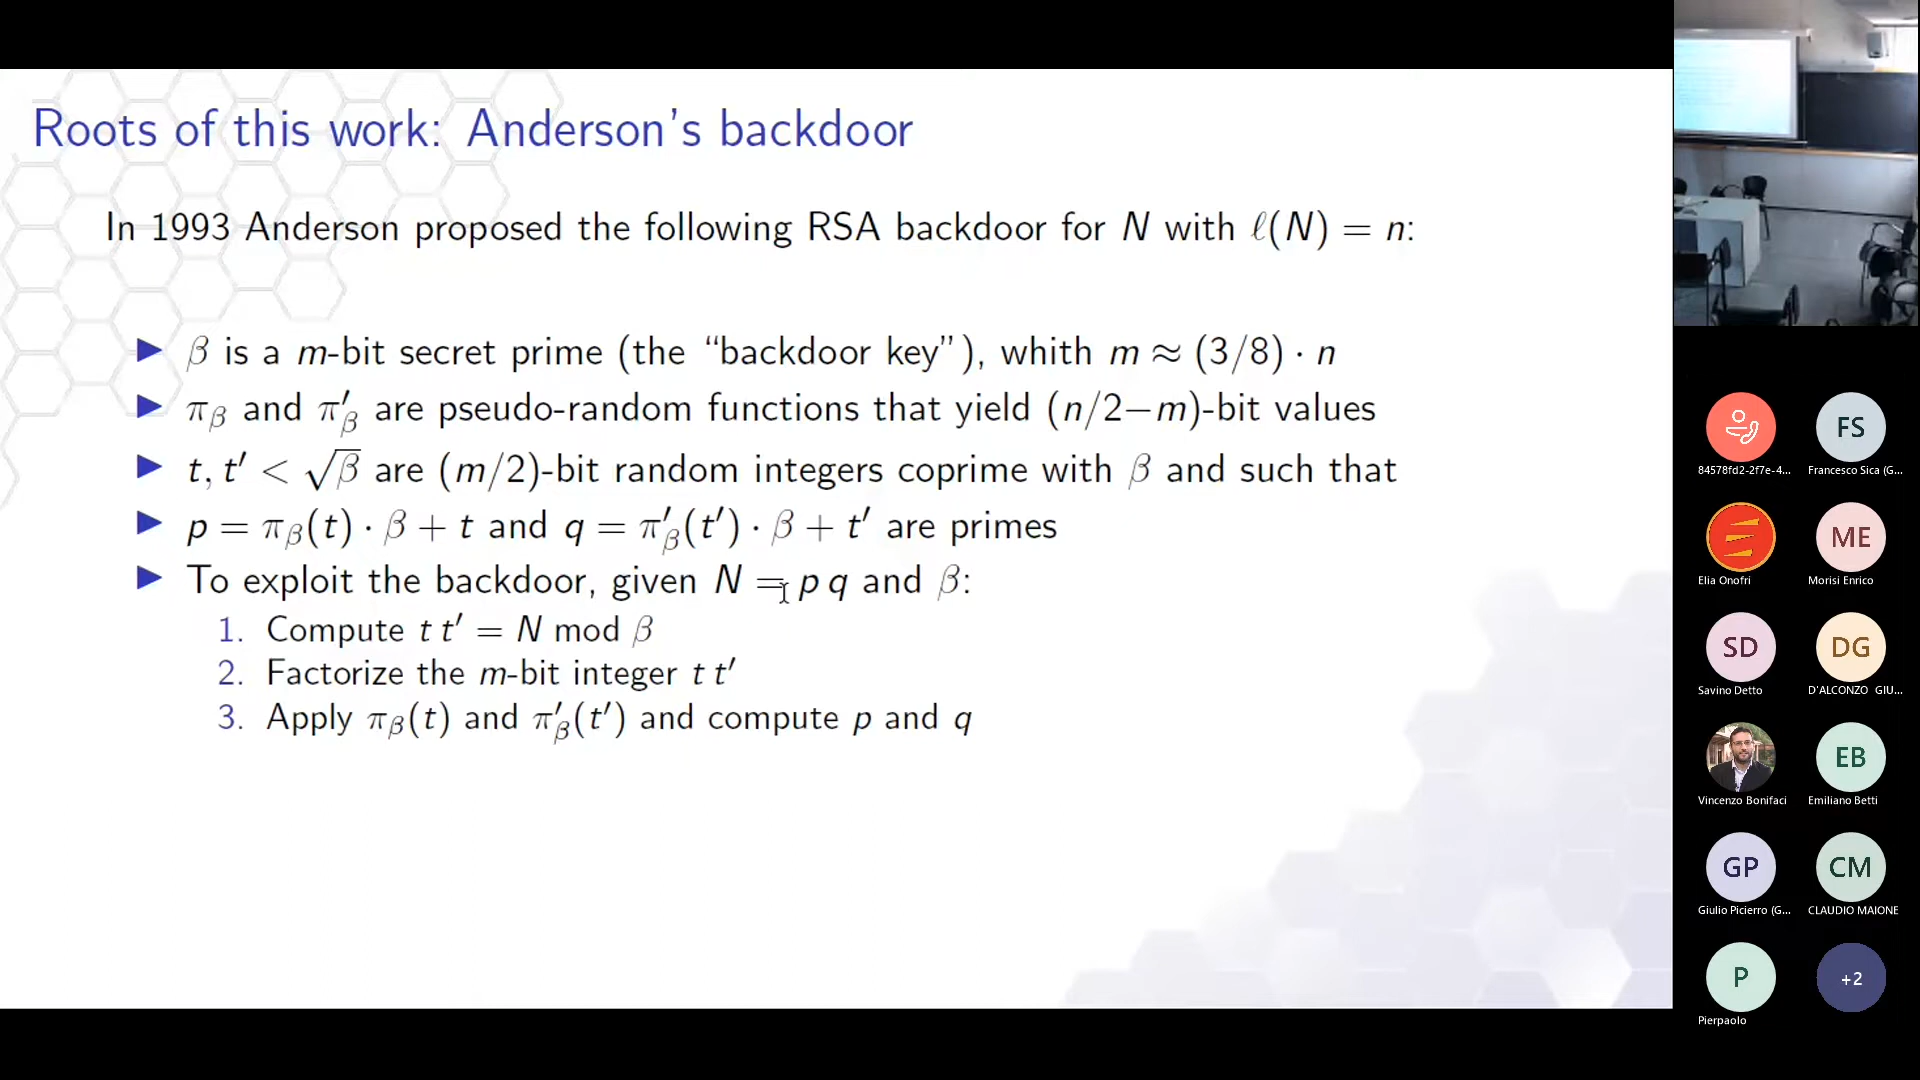 Roots of this work: Anderson's backdoor
In 1993 Anderson proposed the following RSA backdoor for N with ℓ(N) = n:
▶ β is a m-bit secret prime (the “backdoor key”), whith m ≈ (3/8) · n
▶ π_β and π′_β are pseudo-random functions that yield (n/2−m)-bit values
▶ t, t′ < √β are (m/2)-bit random integers coprime with β and such that
▶ p = π_β(t) · β + t and q = π′_β(t′) · β + t′ are primes
▶ To exploit the backdoor, given N = p q and β:
1. Compute t t′ = N mod β
2. Factorize the m-bit integer t t′
3. Apply π_β(t) and π′_β(t′) and compute p and q
FS
84578fd2-2f7e-4...
Francesco Sica (G...
ME
Elia Onofri
Morisi Enrico
SD
DG
Savino Detto
D'ALCONZO GIU...
EB
Vincenzo Bonifaci
Emiliano Betti
GP
CM
Giulio Picierro (G...
CLAUDIO MAIONE
P
+2
Pierpaolo